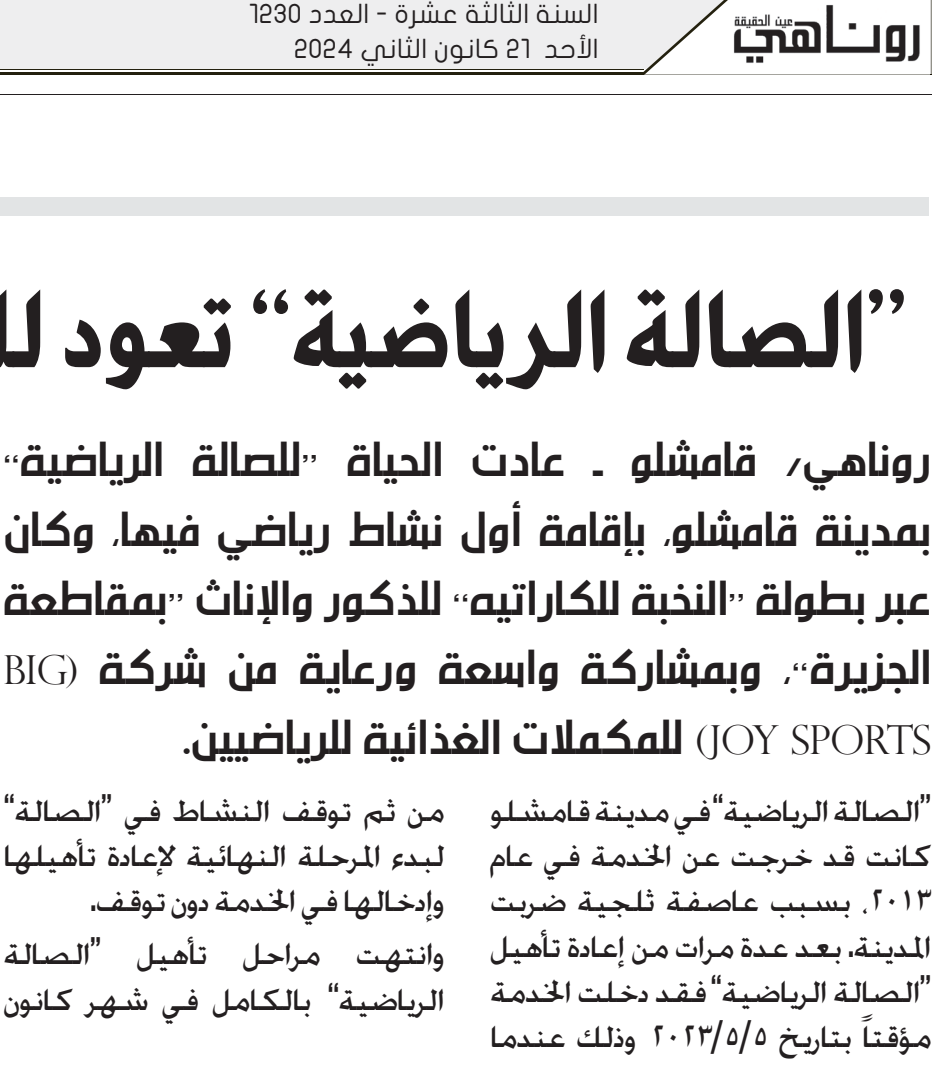 عين الحقيقة
روناهي
السنة الثالثة عشرة - العدد 1230
الأحد 21 كانون الثاني 2024
”الصالة الرياضية“ تعود
روناهي/ قامشلو ـ عادت الحياة ”للصالة الرياضية“
بمدينة قامشلو، بإقامة أول نشاط رياضي فيها، وكان
عبر بطولة ”النخبة للكاراتيه“ للذكور والإناث ”بمقاطعة
الجزيرة“، وبمشاركة واسعة ورعاية من شركة (BIG
JOY SPORTS) للمكملات الغذائية للرياضيين.
”الصالة الرياضية“ في مدينة قامشلو
كانت قد خرجت عن الخدمة في عام
٢٠١٣، بسبب عاصفة ثلجية ضربت
المدينة، بعد عدة مرات من إعادة تأهيل
”الصالة الرياضية“ فقد دخلت الخدمة
مؤقتاً بتاريخ ٢٠٢٣/٥/٥ وذلك عندما
من ثم توقف النشاط في ”الصالة“
لبدء المرحلة النهائية لإعادة تأهيلها
وإدخالها في الخدمة دون توقف.
وانتهت مراحل تأهيل ”الصالة
الرياضية“ بالكامل في شهر كانون